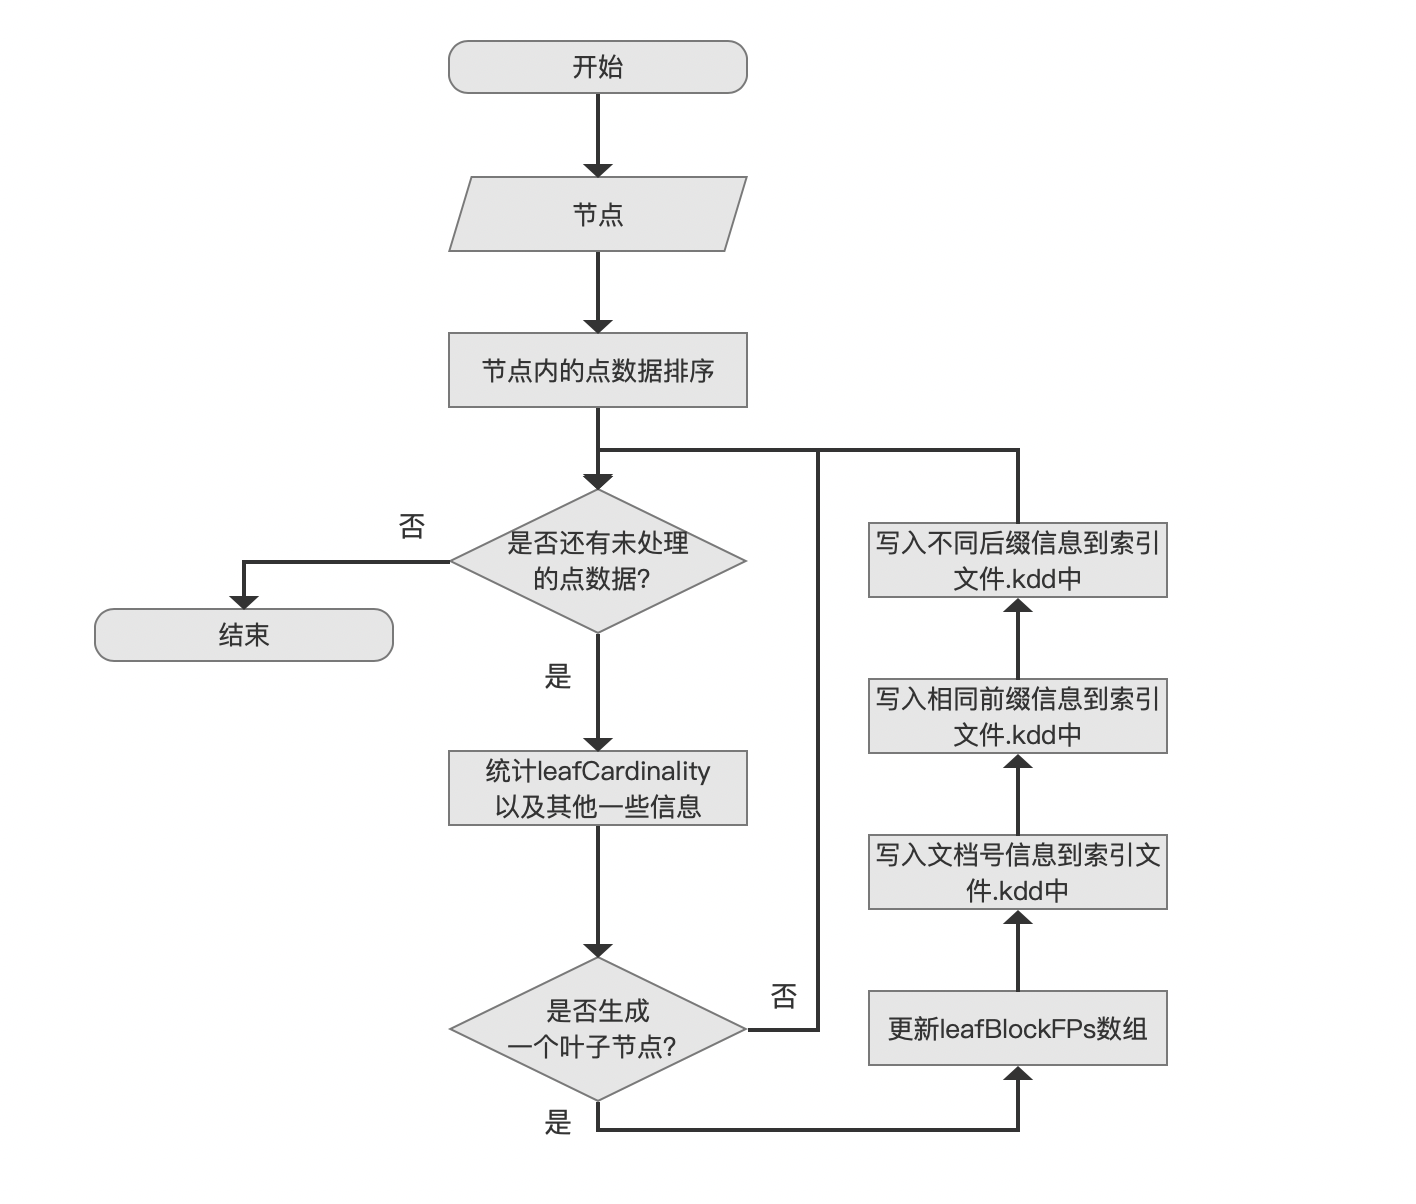 开始
节点
节点内的点数据排序
否
是否还有未处理
的点数据?
结束
是
统计leafCardinality
以及其他一些信息
是否生成
一个叶子节点?
否
是
更新leafBlockFPs数组
写入文档号信息到索引文
件.kdd中
写入相同前缀信息到索引
文件.kdd中
写入不同后缀信息到索引
文件.kdd中